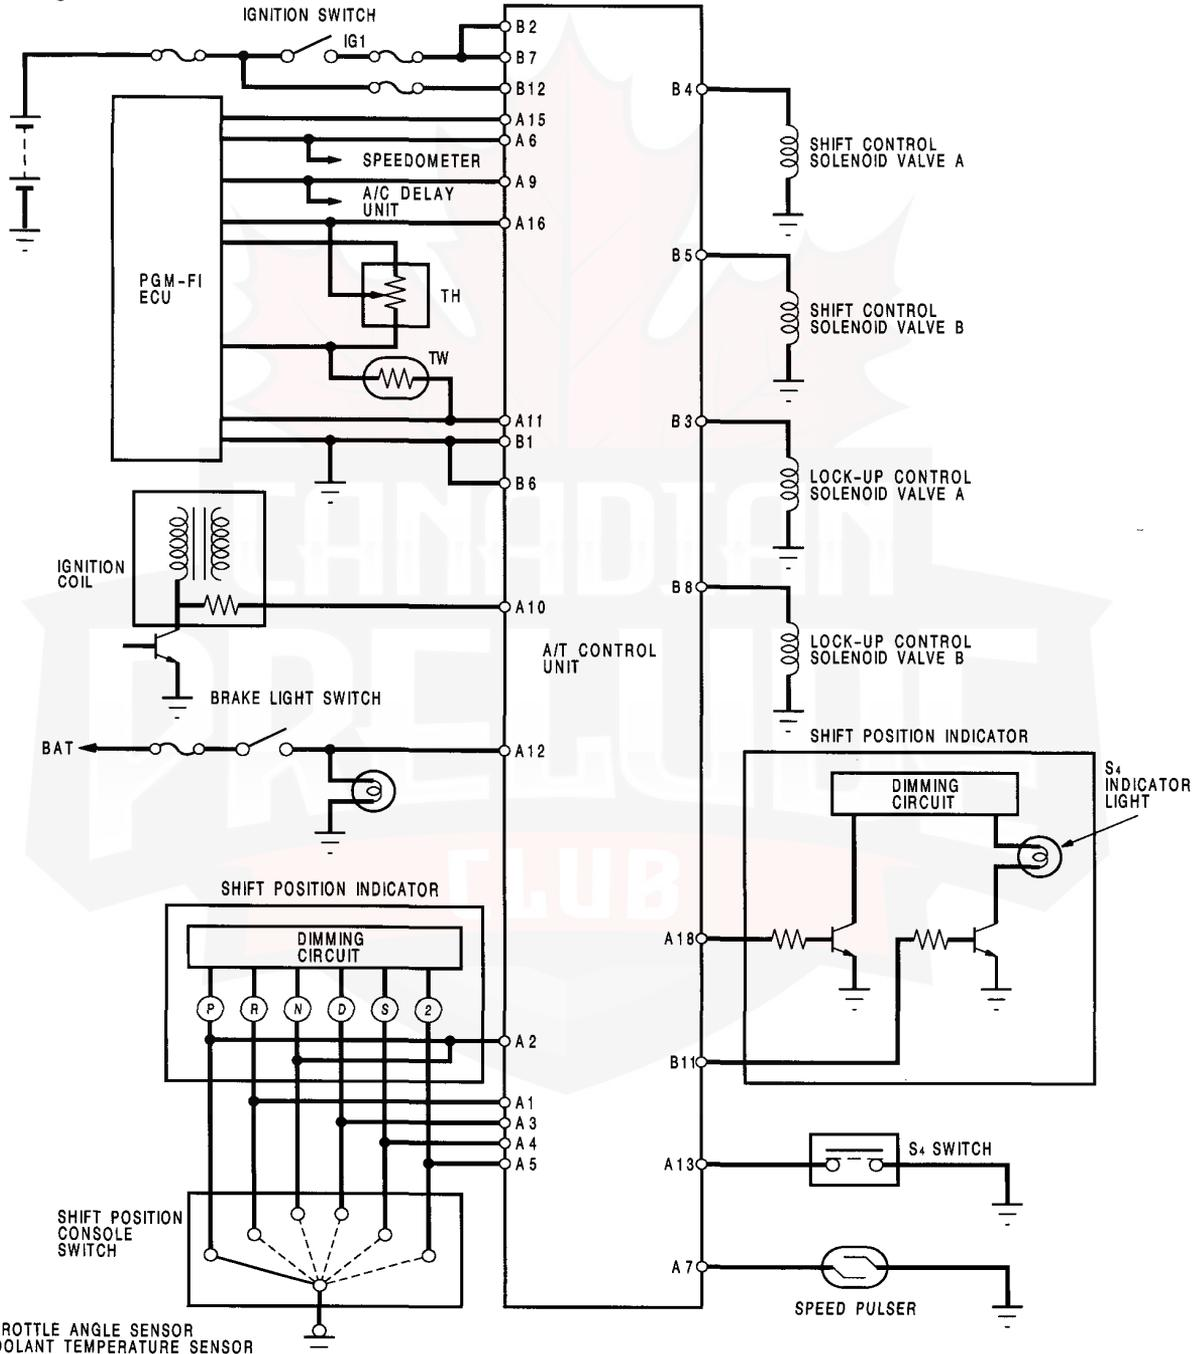 IGNITION SWITCH
IG1
B2
B7
B12
A15
A6
SPEEDOMETER
A9
A/C DELAY
UNIT
A16
PGM-FI
ECU
TH
TW
A11
B1
B6
IGNITION
COIL
A10
A/T CONTROL
UNIT
BRAKE LIGHT SWITCH
BAT
A12
SHIFT POSITION INDICATOR
DIMMING
CIRCUIT
P R N D S 2
A2
A1
A3
A4
A5
SHIFT POSITION
CONSOLE
SWITCH
ROTTLE ANGLE SENSOR
OOLANT TEMPERATURE SENSOR
B4
SHIFT CONTROL
SOLENOID VALVE A
B5
SHIFT CONTROL
SOLENOID VALVE B
B3
LOCK-UP CONTROL
SOLENOID VALVE A
B8
LOCK-UP CONTROL
SOLENOID VALVE B
SHIFT POSITION INDICATOR
DIMMING
CIRCUIT
S4
INDICATOR
LIGHT
A18
B11
A13
S4 SWITCH
A7
SPEED PULSER
CANADIAN
PRELUDE
CLUB